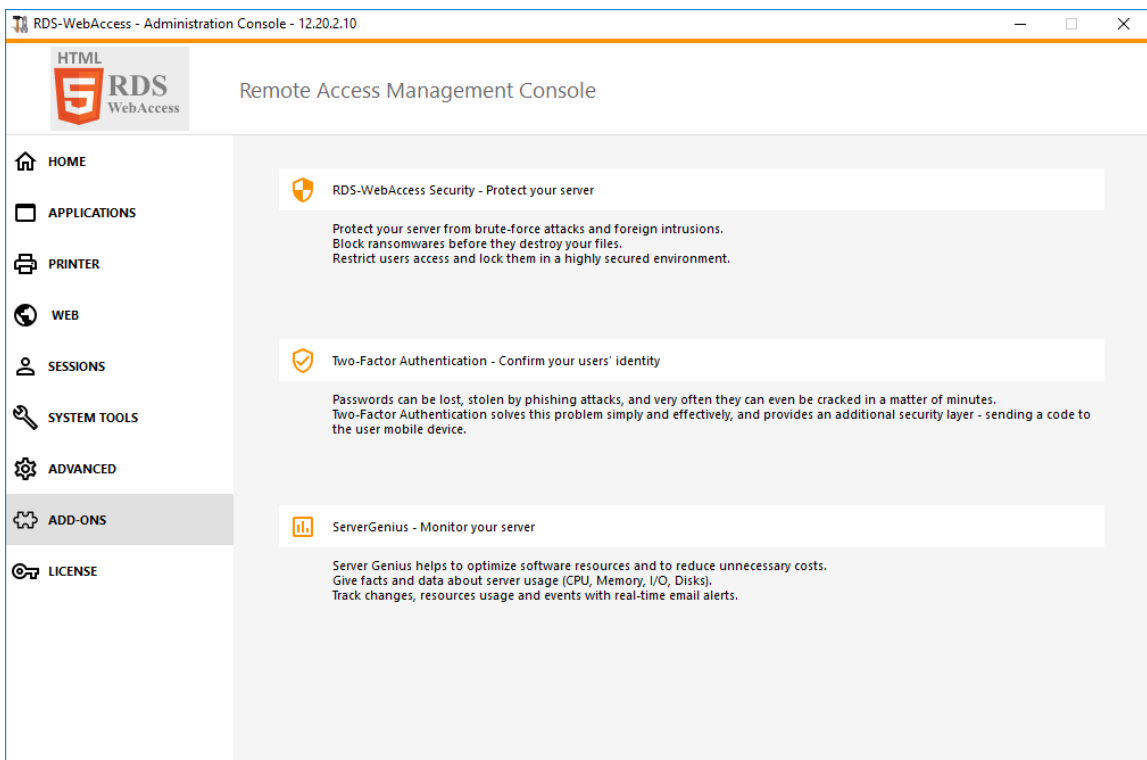 RDS-WebAccess - Administration Console - 12.20.2.10
HTML
5 RDS
WebAccess
Remote Access Management Console
HOME
APPLICATIONS
PRINTER
WEB
SESSIONS
SYSTEM TOOLS
ADVANCED
ADD-ONS
LICENSE
RDS-WebAccess Security - Protect your server
Protect your server from brute-force attacks and foreign intrusions.
Block ransomwares before they destroy your files.
Restrict users access and lock them in a highly secured environment.
Two-Factor Authentication - Confirm your users' identity
Passwords can be lost, stolen by phishing attacks, and very often they can even be cracked in a matter of minutes.
Two-Factor Authentication solves this problem simply and effectively, and provides an additional security layer - sending a code to
the user mobile device.
ServerGenius - Monitor your server
Server Genius helps to optimize software resources and to reduce unnecessary costs.
Give facts and data about server usage (CPU, Memory, I/O, Disks).
Track changes, resources usage and events with real-time email alerts.